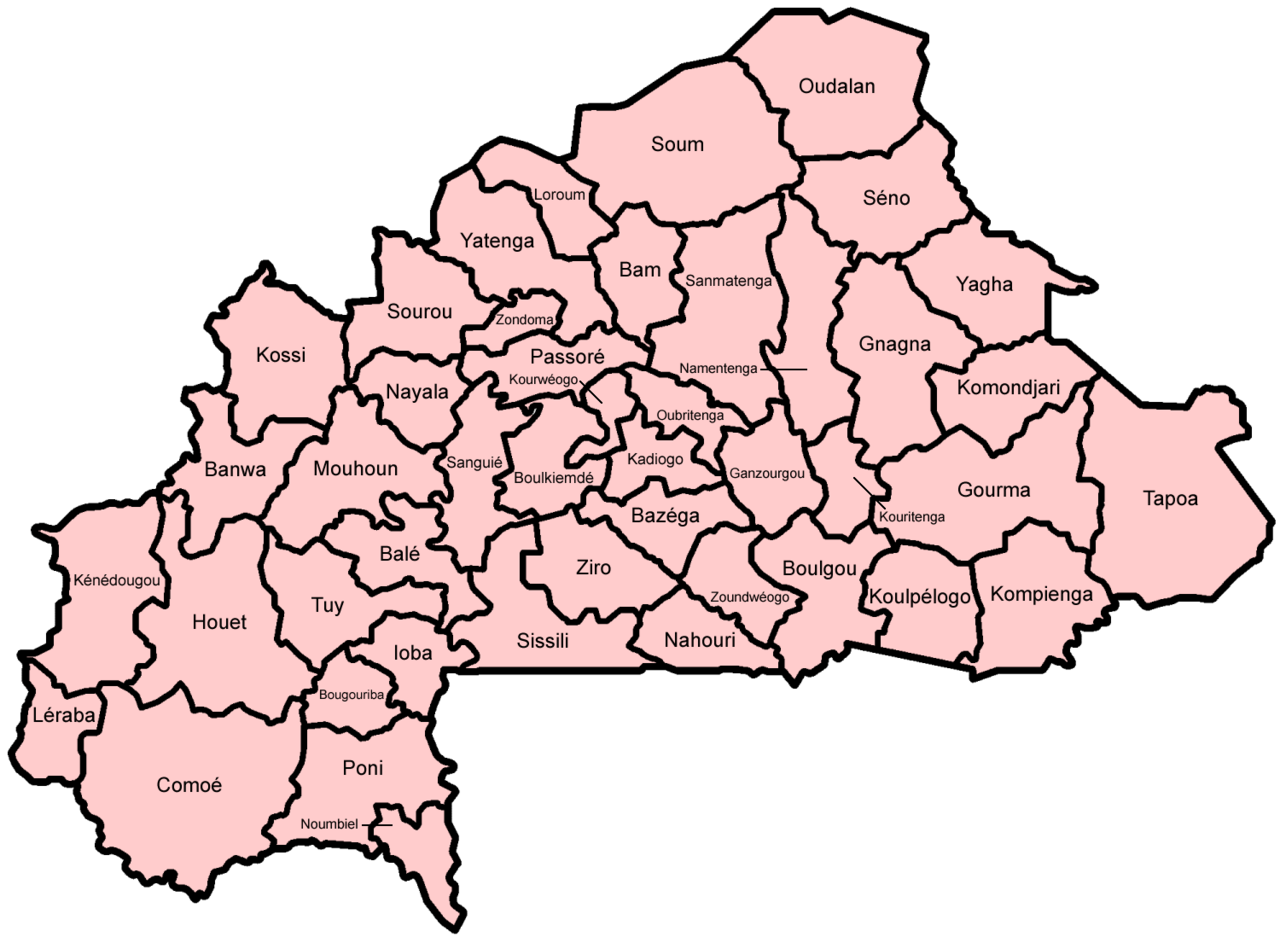 Oudalan
Soum
Séno
Loroum
Yatenga
Bam
Sanmatenga
Yagha
Sourou
Zondoma
Kossi
Passoré
Gnagna
Namentenga
Kourwéogo
Nayala
Komondjari
Oubritenga
Banwa
Mouhoun
Sanguié
Boulkiemdé
Kadiogo
Ganzourgou
Gourma
Tapoa
Bazéga
Kouritenga
Balé
Ziro
Boulgou
Kénédougou
Koulpélogo
Kompienga
Zoundwéogo
Tuy
Houet
Sissili
Nahouri
Ioba
Bougouriba
Léraba
Poni
Comoé
Noumbiel